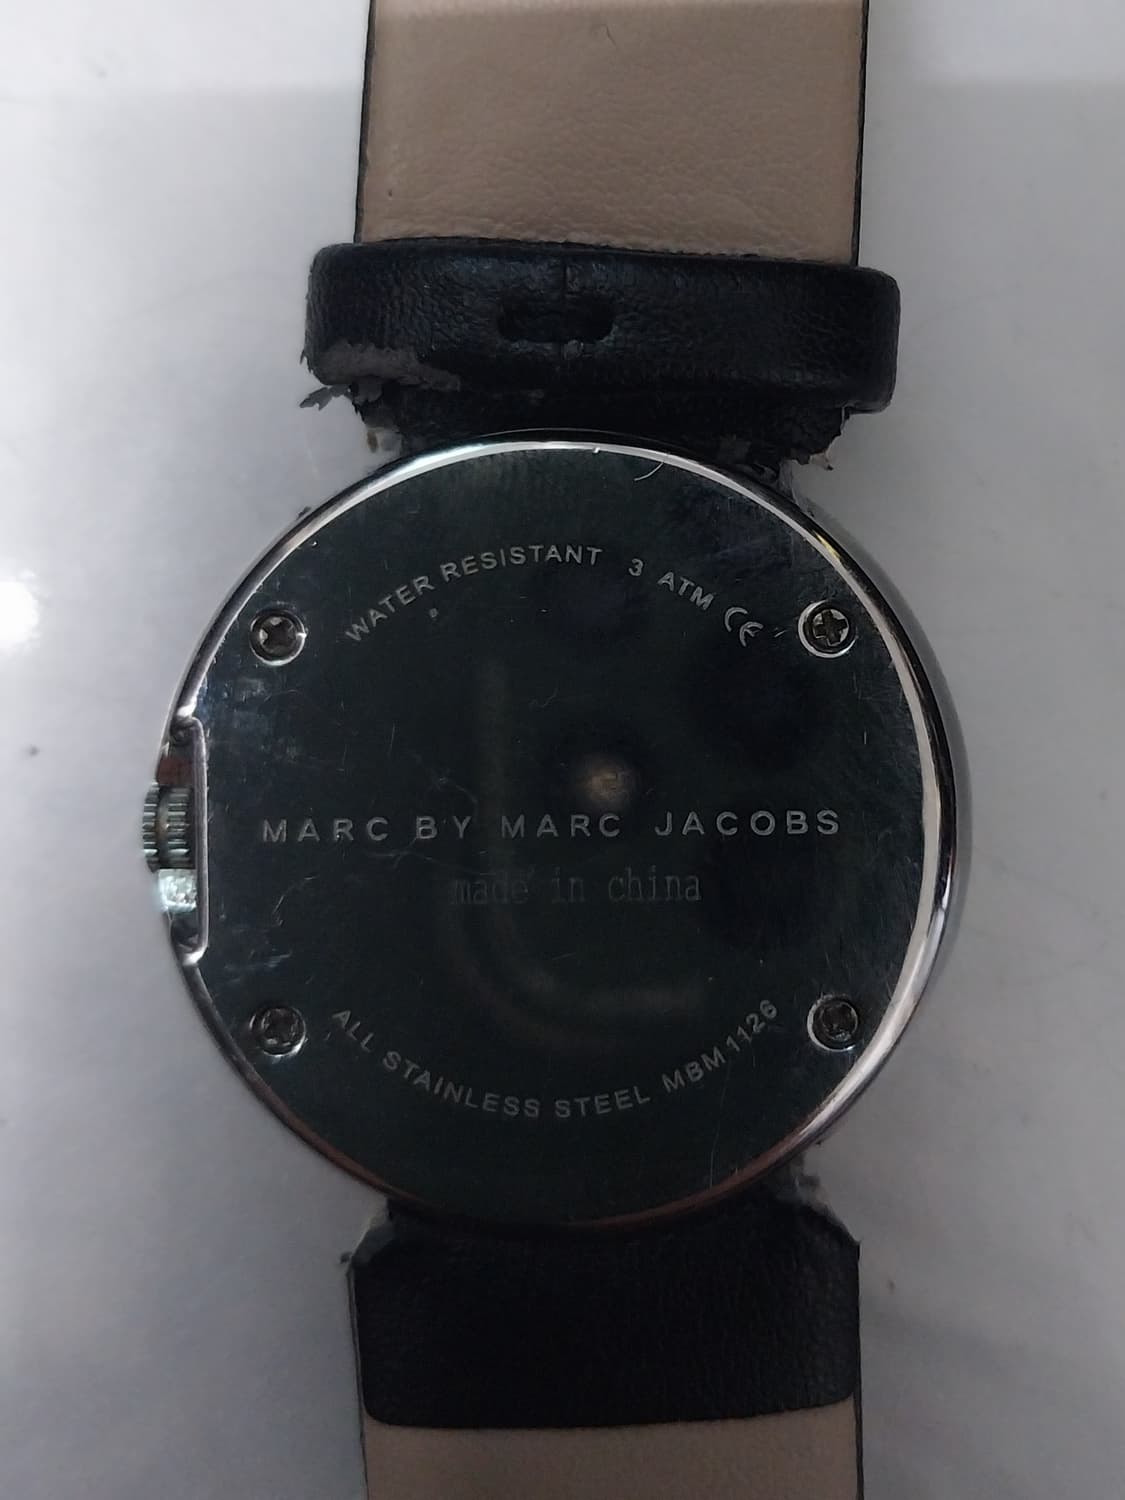 WATER RESISTANT 3 ATM CE
MARC BY MARC JACOBS
made in china
ALL STAINLESS STEEL MBM1126